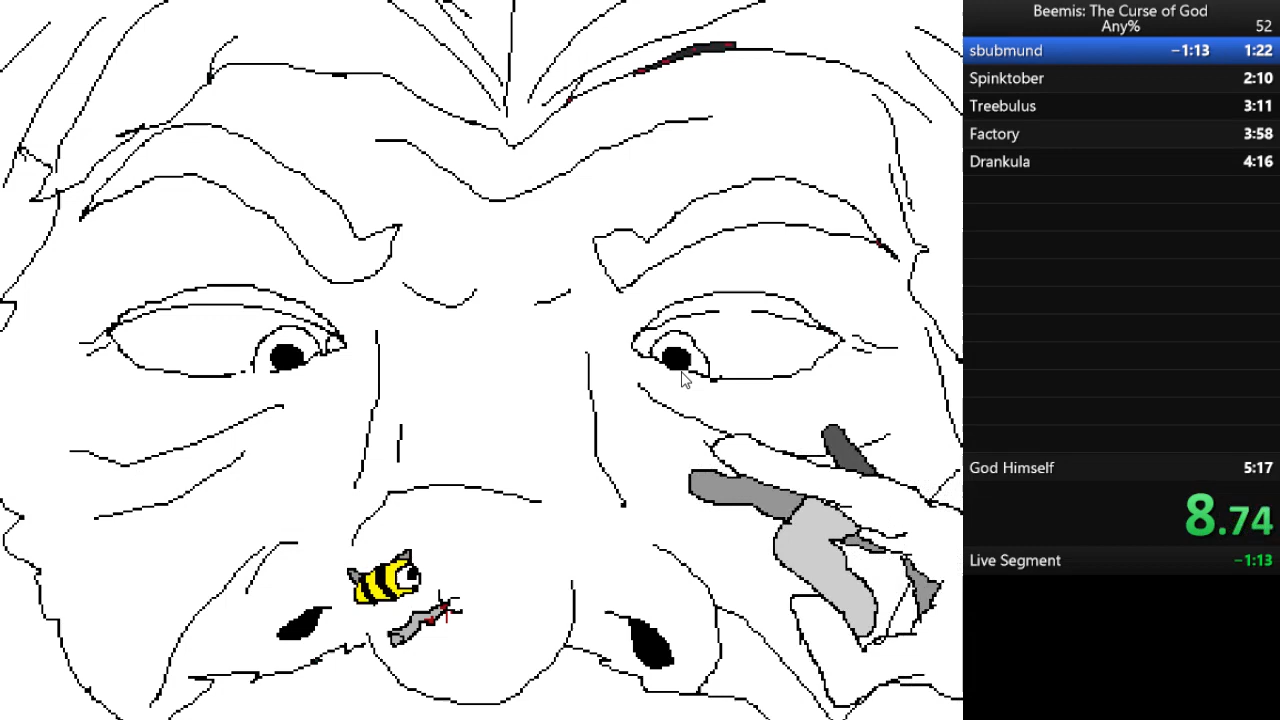 Beemis: The Curse of God
Any% 52
sbubmund −1:13 1:22
Spinktober 2:10
Treebulus 3:11
Factory 3:58
Drankula 4:16
God Himself 5:17
8.74
Live Segment −1:13